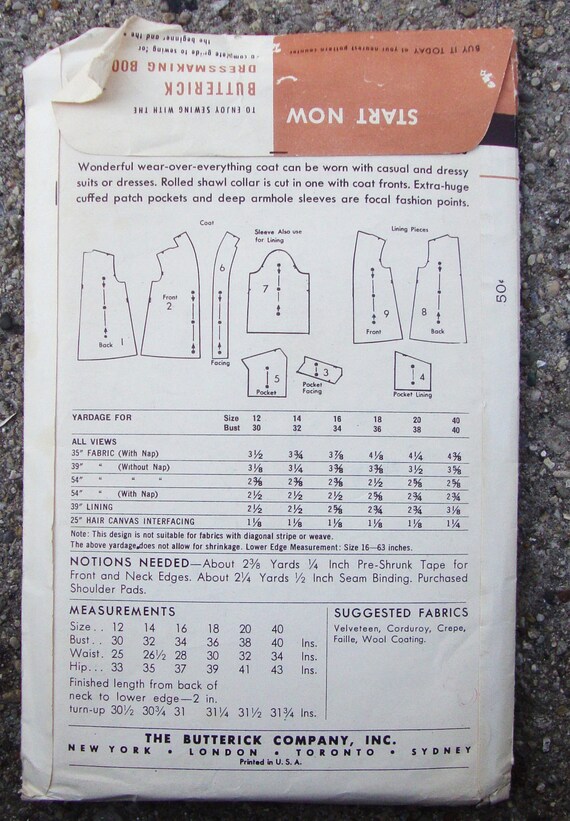 BUY IT TODAY at your nearest pattern counter
START NOW
TO ENJOY SEWING WITH THE
BUTTERICK
DRESSMAKING BOO
complete guide to sewing for
the beginner and the
Wonderful wear-over-everything coat can be worn with casual and dressy
suits or dresses. Rolled shawl collar is cut in one with coat fronts. Extra-huge
cuffed patch pockets and deep armhole sleeves are focal fashion points.
Coat
Sleeve Also use
for Lining
Lining Pieces
Back 1
Front
2
6
Facing
7
9
Front
8
Back
5
Pocket
3
Pocket
Facing
4
Pocket Lining
50¢
YARDAGE FOR Size 12 14 16 18 20 40
Bust 30 32 34 36 38 40
ALL VIEWS
35" FABRIC (With Nap) 3½ 3¾ 3⅞ 4⅛ 4¼ 4⅜
39" " (Without Nap) 3⅛ 3¼ 3⅜ 3⅜ 3½ 3⅝
54" " " " 2⅜ 2⅜ 2⅜ 2½ 2⅝ 2⅝
54" " (With Nap) 2½ 2½ 2½ 2⅝ 2¾ 2¾
39" LINING 2½ 2½ 2⅝ 2¾ 2¾ 3⅛
25" HAIR CANVAS INTERFACING 1⅛ 1⅛ 1⅛ 1⅛ 1⅛ 1¼
Note: This design is not suitable for fabrics with diagonal stripe or weave.
The above yardage does not allow for shrinkage. Lower Edge Measurement: Size 16—63 inches.
NOTIONS NEEDED—About 2⅜ Yards ¼ Inch Pre-Shrunk Tape for
Front and Neck Edges. About 2¼ Yards ½ Inch Seam Binding. Purchased
Shoulder Pads.
MEASUREMENTS
Size.. 12 14 16 18 20 40
Bust.. 30 32 34 36 38 40 Ins.
Waist. 25 26½ 28 30 32 34 Ins.
Hip... 33 35 37 39 41 43 Ins.
Finished length from back of
neck to lower edge—2 in.
turn-up 30½ 30¾ 31 31¼ 31½ 31¾ Ins.
SUGGESTED FABRICS
Velveteen, Corduroy, Crepe,
Faille, Wool Coating.
THE BUTTERICK COMPANY, INC.
NEW YORK • LONDON • TORONTO • SYDNEY
Printed in U. S. A.